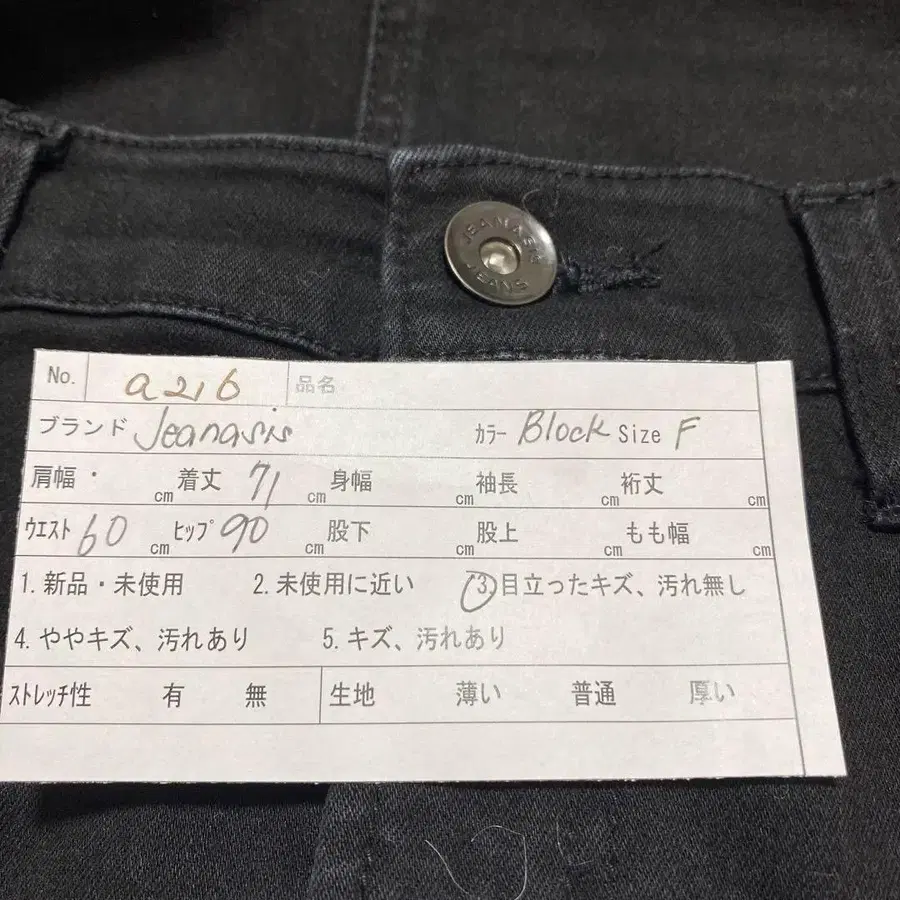 JEANASIS
JEANS
No. a216 品名
ブランド Jeanasis カラー Block Size F
肩幅・ cm 着丈 71 cm 身幅 cm 袖長 cm 裄丈 cm
ウエスト 60 cm ヒップ 90 cm 股下 cm 股上 cm もも幅 cm
1. 新品・未使用 2. 未使用に近い 3. 目立ったキズ、汚れ無し
4. ややキズ、汚れあり 5. キズ、汚れあり
ストレッチ性 有 無 生地 薄い 普通 厚い